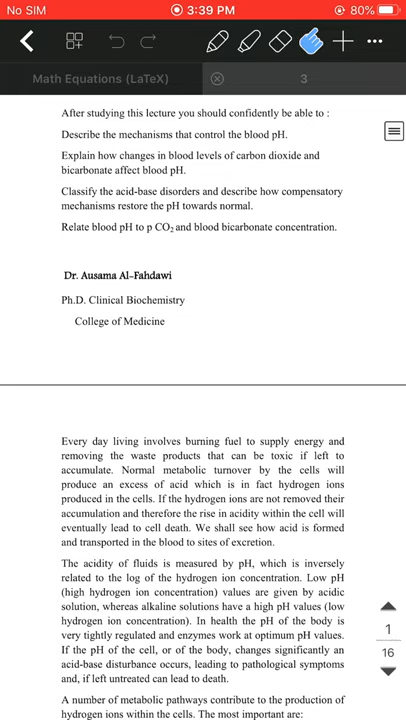 No SIM
3:39 PM
80%
Math Equations (LaTeX)
3
After studying this lecture you should confidently be able to :
Describe the mechanisms that control the blood pH.
Explain how changes in blood levels of carbon dioxide and
bicarbonate affect blood pH.
Classify the acid-base disorders and describe how compensatory
mechanisms restore the pH towards normal.
Relate blood pH to p CO₂ and blood bicarbonate concentration.
Dr. Ausama Al-Fahdawi
Ph.D. Clinical Biochemistry
College of Medicine
Every day living involves burning fuel to supply energy and
removing the waste products that can be toxic if left to
accumulate. Normal metabolic turnover by the cells will
produce an excess of acid which is in fact hydrogen ions
produced in the cells. If the hydrogen ions are not removed their
accumulation and therefore the rise in acidity within the cell will
eventually lead to cell death. We shall see how acid is formed
and transported in the blood to sites of excretion.
The acidity of fluids is measured by pH, which is inversely
related to the log of the hydrogen ion concentration. Low pH
(high hydrogen ion concentration) values are given by acidic
solution, whereas alkaline solutions have a high pH values (low
hydrogen ion concentration). In health the pH of the body is
very tightly regulated and enzymes work at optimum pH values.
If the pH of the cell, or of the body, changes significantly an
acid-base disturbance occurs, leading to pathological symptoms
and, if left untreated can lead to death.
A number of metabolic pathways contribute to the production of
hydrogen ions within the cells. The most important are:
1
16